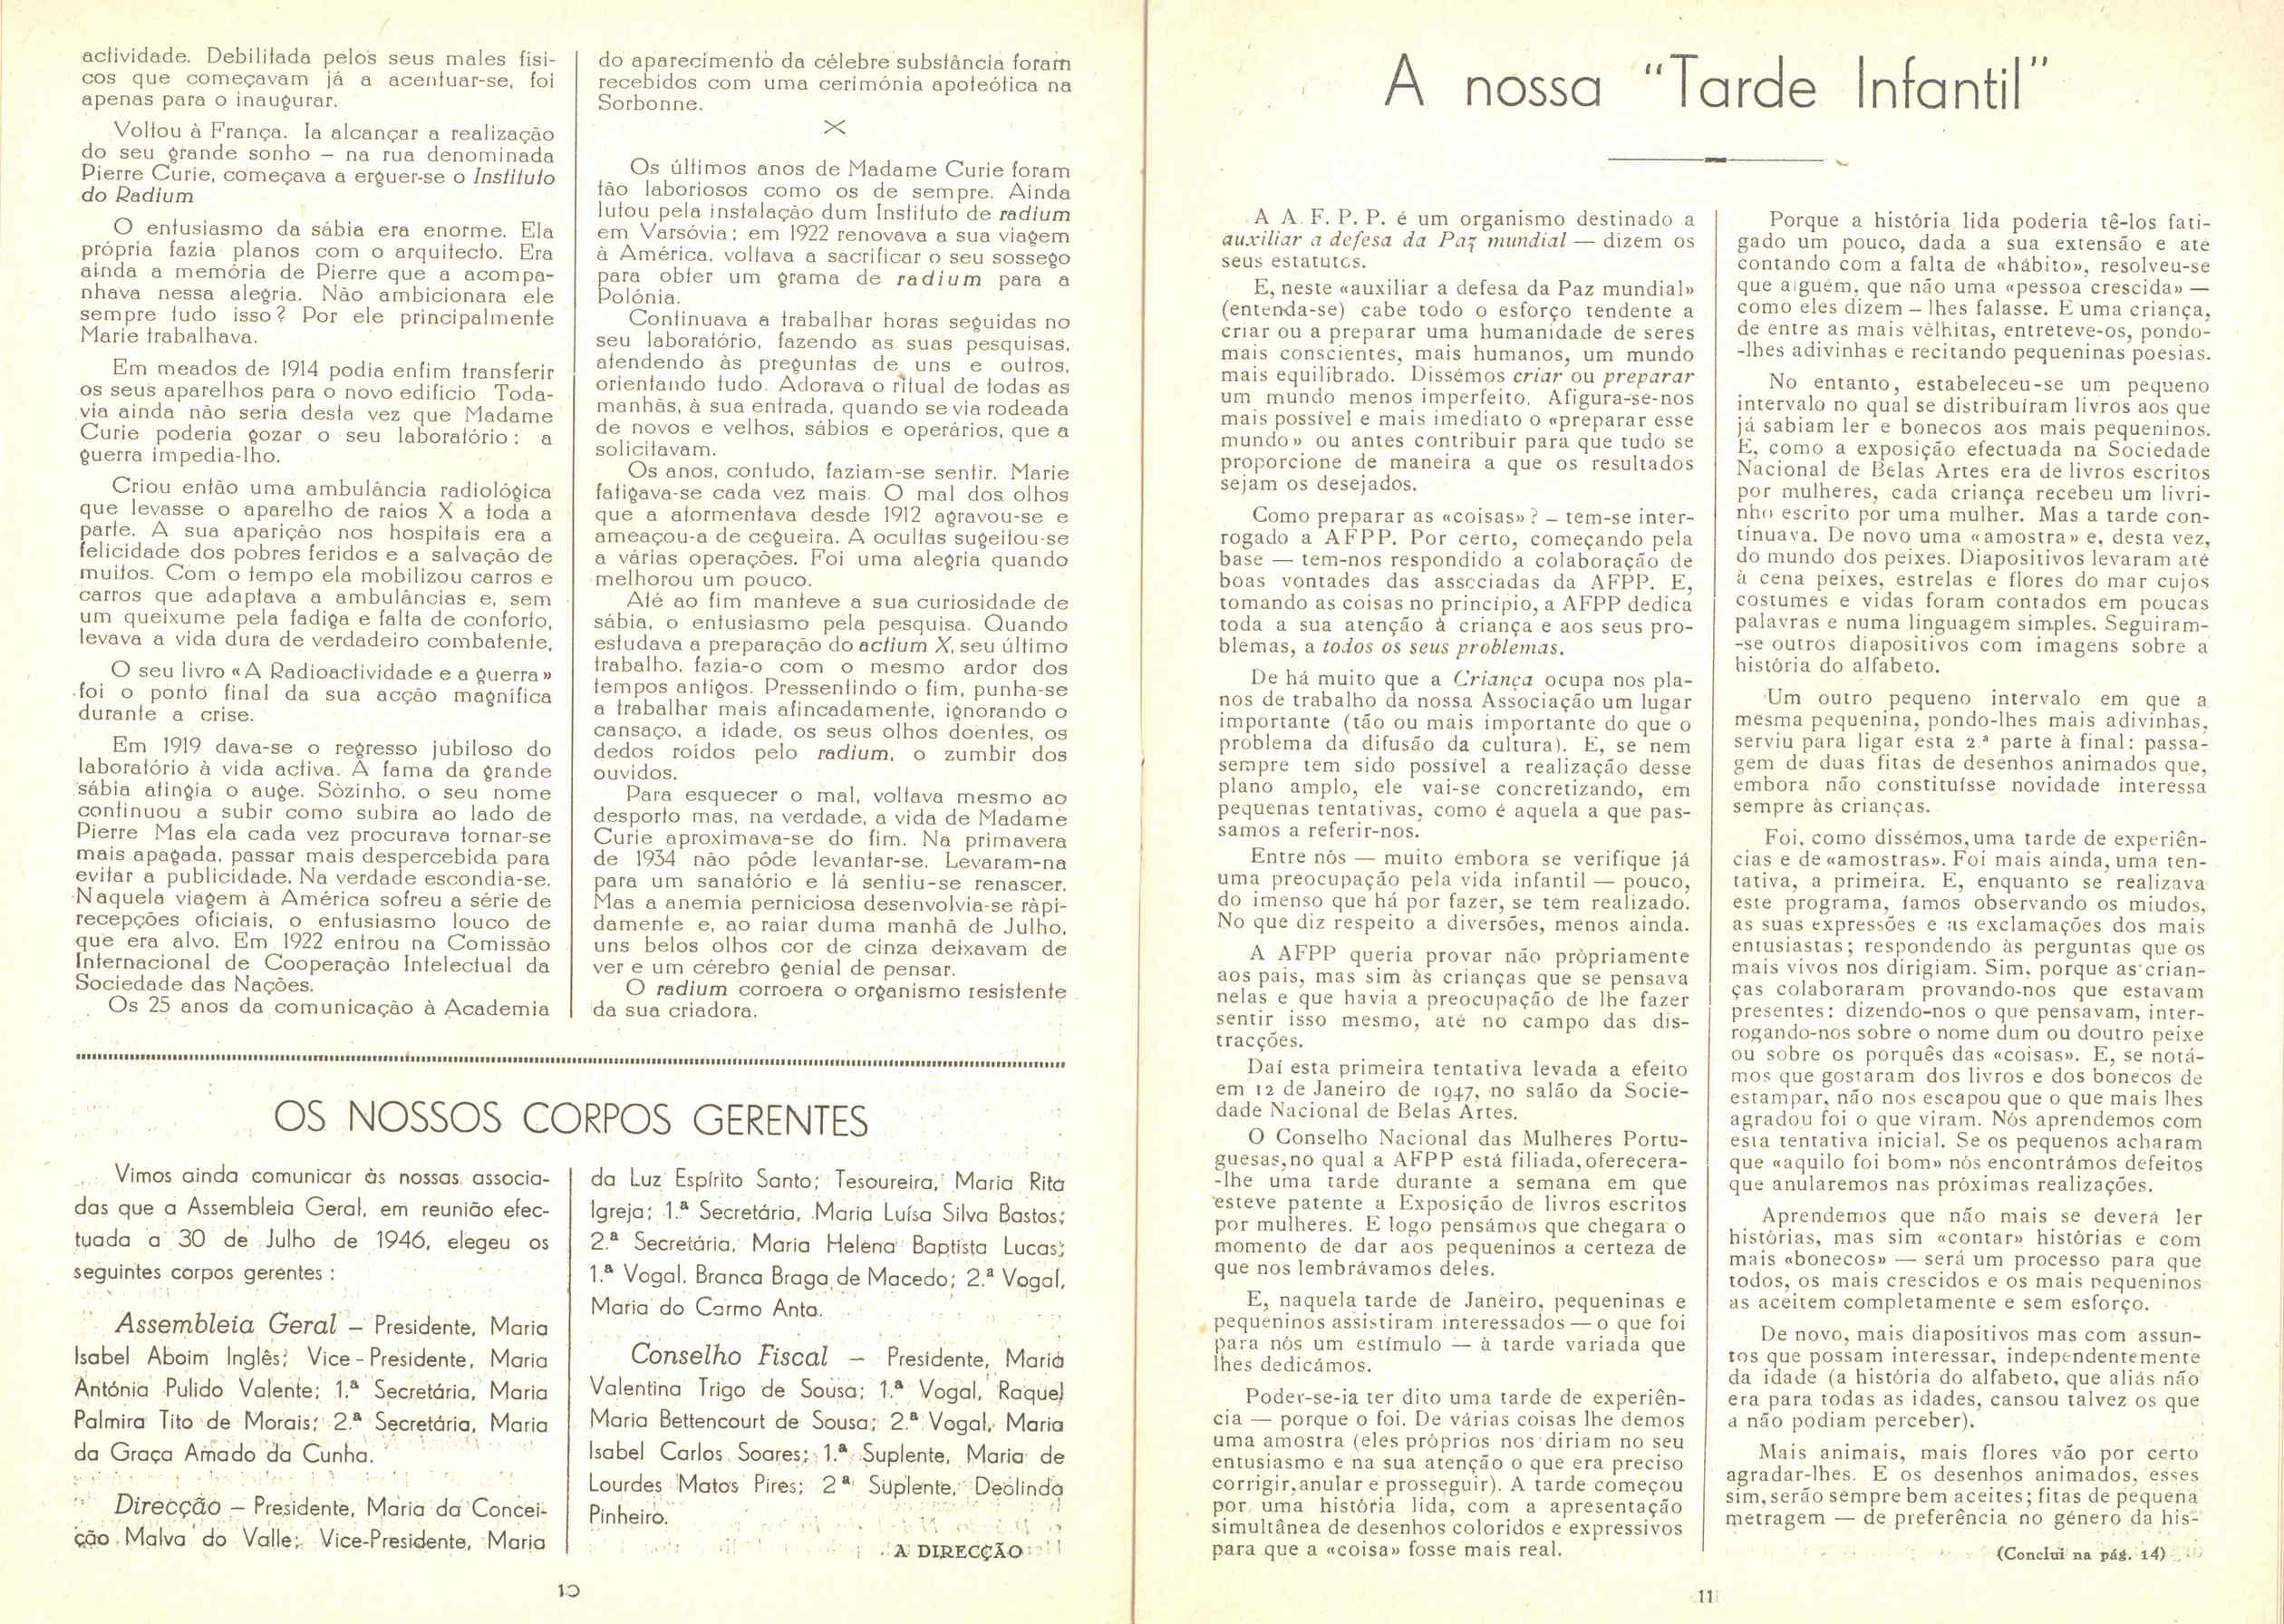 actividade. Debilitada pelos seus males fisi-
cos que começavam já a acentuar-se, foi
apenas para o inaugurar.
Voltou à França. Ia alcançar a realização
do seu grande sonho – na rua denominada
Pierre Curie, começava a erguer-se o Instituto
do Radium
O entusiasmo da sábia era enorme. Ela
própria fazia planos com o arquitecto. Era
ainda a memória de Pierre que a acompa-
nhava nessa alegria. Não ambicionara ele
sempre tudo isso? Por ele principalmente
Marie trabalhava.
Em meados de 1914 podia enfim transferir
os seus aparelhos para o novo edifício Toda-
via ainda não seria desta vez que Madame
Curie poderia gozar o seu laboratório: a
guerra impedia-lho.
Criou então uma ambulância radiológica
que levasse o aparelho de raios X a toda a
parte. A sua aparição nos hospitais era a
felicidade dos pobres feridos e a salvação de
muitos. Com o tempo ela mobilizou carros e
carros que adaptava a ambulâncias e, sem
um queixume pela fadiga e falta de conforto,
levava a vida dura de verdadeiro combatente,
O seu livro «A Radioactividade e a guerra»
foi o ponto final da sua acção magnífica
durante a crise.
Em 1919 dava-se o regresso jubiloso do
laboratório à vida activa. A fama da grande
sábia atingia o auge. Sòzinho, o seu nome
continuou a subir como subira ao lado de
Pierre Mas ela cada vez procurava tornar-se
mais apagada, passar mais despercebida para
evitar a publicidade. Na verdade escondia-se.
Naquela viagem à América sofreu a série de
recepções oficiais, o entusiasmo louco de
que era alvo. Em 1922 entrou na Comissão
Internacional de Cooperação Intelectual da
Sociedade das Nações.
Os 25 anos da comunicação à Academia
do aparecimento da célebre substância foram
recebidos com uma cerimónia apoteótica na
Sorbonne.
X
Os últimos anos de Madame Curie foram
tão laboriosos como os de sempre. Ainda
lutou pela instalação dum Instituto de radium
em Varsóvia; em 1922 renovava a sua viagem
à América, voltava a sacrificar o seu sossego
para obter um grama de radium para a
Polónia.
Continuava a trabalhar horas seguidas no
seu laboratório, fazendo as suas pesquisas,
atendendo às preguntas de uns e outros,
orientando tudo. Adorava o ritual de todas as
manhãs, à sua entrada, quando se via rodeada
de novos e velhos, sábios e operários, que a
solicitavam.
Os anos, contudo, faziam-se sentir. Marie
fatigava-se cada vez mais. O mal dos olhos
que a atormentava desde 1912 agravou-se e
ameaçou-a de cegueira. A ocultas sugeitou-se
a várias operações. Foi uma alegria quando
melhorou um pouco.
Até ao fim manteve a sua curiosidade de
sábia, o entusiasmo pela pesquisa. Quando
estudava a preparação do actium X, seu último
trabalho, fazia-o com o mesmo ardor dos
tempos antigos. Pressentindo o fim, punha-se
a trabalhar mais afincadamente, ignorando o
cansaço, a idade, os seus olhos doentes, os
dedos roídos pelo radium, o zumbir dos
ouvidos.
Para esquecer o mal, voltava mesmo ao
desporto mas, na verdade, a vida de Madame
Curie aproximava-se do fim. Na primavera
de 1934 não pôde levantar-se. Levaram-na
para um sanatório e lá sentiu-se renascer.
Mas a anemia perniciosa desenvolvia-se ràpi-
damente e, ao raiar duma manhã de Julho,
uns belos olhos cor de cinza deixavam de
ver e um cérebro genial de pensar.
O radium corroera o organismo resistente
da sua criadora.
OS NOSSOS CORPOS GERENTES
Vimos ainda comunicar às nossas associa-
das que a Assembleia Geral, em reunião efec-
tuada a 30 de Julho de 1946, elegeu os
seguintes corpos gerentes:
Assembleia Geral – Presidente, Maria
Isabel Aboim Inglês; Vice-Presidente, Maria
Antónia Pulido Valente; 1.ª Secretária, Maria
Palmira Tito de Morais; 2.ª Secretária, Maria
da Graça Amado da Cunha.
Direcção – Presidente, Maria da Concei-
ção Malva do Valle; Vice-Presidente, Maria
da Luz Espírito Santo; Tesoureira, Maria Rita
Igreja; 1.ª Secretária, Maria Luísa Silva Bastos;
2.ª Secretária, Maria Helena Baptista Lucas;
1.ª Vogal, Branca Braga de Macedo; 2.ª Vogal,
Maria do Carmo Anta.
Conselho Fiscal – Presidente, Maria
Valentina Trigo de Sousa; 1.ª Vogal, Raquel
Maria Bettencourt de Sousa; 2.ª Vogal, Maria
Isabel Carlos Soares; 1.ª Suplente, Maria de
Lourdes Matos Pires; 2ª Suplente, Deolinda
Pinheiro.
A DIRECÇÃO
10
A nossa "Tarde Infantil"
A A. F. P. P. é um organismo destinado a
auxiliar a defesa da Paz mundial — dizem os
seus estatutos.
E, neste «auxiliar a defesa da Paz mundial»
(entenda-se) cabe todo o esforço tendente a
criar ou a preparar uma humanidade de seres
mais conscientes, mais humanos, um mundo
mais equilibrado. Dissémos criar ou preparar
um mundo menos imperfeito. Afigura-se-nos
mais possível e mais imediato o «preparar esse
mundo» ou antes contribuir para que tudo se
proporcione de maneira a que os resultados
sejam os desejados.
Como preparar as «coisas»? – tem-se inter-
rogado a AFPP. Por certo, começando pela
base — tem-nos respondido a colaboração de
boas vontades das associadas da AFPP. E,
tomando as coisas no princípio, a AFPP dedica
toda a sua atenção à criança e aos seus pro-
blemas, a todos os seus problemas.
De há muito que a Criança ocupa nos pla-
nos de trabalho da nossa Associação um lugar
importante (tão ou mais importante do que o
problema da difusão da cultura). E, se nem
sempre tem sido possível a realização desse
plano amplo, ele vai-se concretizando, em
pequenas tentativas, como é aquela a que pas-
samos a referir-nos.
Entre nós — muito embora se verifique já
uma preocupação pela vida infantil — pouco,
do imenso que há por fazer, se tem realizado.
No que diz respeito a diversões, menos ainda.
A AFPP queria provar não pròpriamente
aos pais, mas sim às crianças que se pensava
nelas e que havia a preocupação de lhe fazer
sentir isso mesmo, até no campo das dis-
tracções.
Daí esta primeira tentativa levada a efeito
em 12 de Janeiro de 1947, no salão da Socie-
dade Nacional de Belas Artes.
O Conselho Nacional das Mulheres Portu-
guesas, no qual a AFPP está filiada, oferecera-
-lhe uma tarde durante a semana em que
esteve patente a Exposição de livros escritos
por mulheres. E logo pensámos que chegara o
momento de dar aos pequeninos a certeza de
que nos lembrávamos deles.
E, naquela tarde de Janeiro, pequeninas e
pequeninos assistiram interessados — o que foi
para nós um estímulo — à tarde variada que
lhes dedicámos.
Poder-se-ia ter dito uma tarde de experiên-
cia — porque o foi. De várias coisas lhe demos
uma amostra (eles próprios nos diriam no seu
entusiasmo e na sua atenção o que era preciso
corrigir, anular e prosseguir). A tarde começou
por uma história lida, com a apresentação
simultânea de desenhos coloridos e expressivos
para que a «coisa» fosse mais real.
Porque a história lida poderia tê-los fati-
gado um pouco, dada a sua extensão e até
contando com a falta de «hábito», resolveu-se
que alguém, que não uma «pessoa crescida» —
como eles dizem – lhes falasse. E uma criança,
de entre as mais velhitas, entreteve-os, pondo-
-lhes adivinhas e recitando pequeninas poesias.
No entanto, estabeleceu-se um pequeno
intervalo no qual se distribuíram livros aos que
já sabiam ler e bonecos aos mais pequeninos.
E, como a exposição efectuada na Sociedade
Nacional de Belas Artes era de livros escritos
por mulheres, cada criança recebeu um livri-
nho escrito por uma mulher. Mas a tarde con-
tinuava. De novo uma «amostra» e, desta vez,
do mundo dos peixes. Diapositivos levaram até
à cena peixes, estrelas e flores do mar cujos
costumes e vidas foram contados em poucas
palavras e numa linguagem simples. Seguiram-
-se outros diapositivos com imagens sobre a
história do alfabeto.
Um outro pequeno intervalo em que a
mesma pequenina, pondo-lhes mais adivinhas,
serviu para ligar esta 2.ª parte à final: passa-
gem de duas fitas de desenhos animados que,
embora não constituísse novidade interessa
sempre às crianças.
Foi, como dissémos, uma tarde de experiên-
cias e de «amostras». Foi mais ainda, uma ten-
tativa, a primeira. E, enquanto se realizava
este programa, íamos observando os miudos,
as suas expressões e as exclamações dos mais
entusiastas; respondendo às perguntas que os
mais vivos nos dirigiam. Sim, porque as crian-
ças colaboraram provando-nos que estavam
presentes: dizendo-nos o que pensavam, inter-
rogando-nos sobre o nome dum ou doutro peixe
ou sobre os porquês das «coisas». E, se notá-
mos que gostaram dos livros e dos bonecos de
estampar, não nos escapou que o que mais lhes
agradou foi o que viram. Nós aprendemos com
esta tentativa inicial. Se os pequenos acharam
que «aquilo foi bom» nós encontrámos defeitos
que anularemos nas próximas realizações.
Aprendemos que não mais se deverá ler
histórias, mas sim «contar» histórias e com
mais «bonecos» — será um processo para que
todos, os mais crescidos e os mais pequeninos
as aceitem completamente e sem esforço.
De novo, mais diapositivos mas com assun-
tos que possam interessar, independentemente
da idade (a história do alfabeto, que aliás não
era para todas as idades, cansou talvez os que
a não podiam perceber).
Mais animais, mais flores vão por certo
agradar-lhes. E os desenhos animados, esses
sim, serão sempre bem aceites; fitas de pequena
metragem — de preferência no género da his-
(Conclui na pág. 14)
11